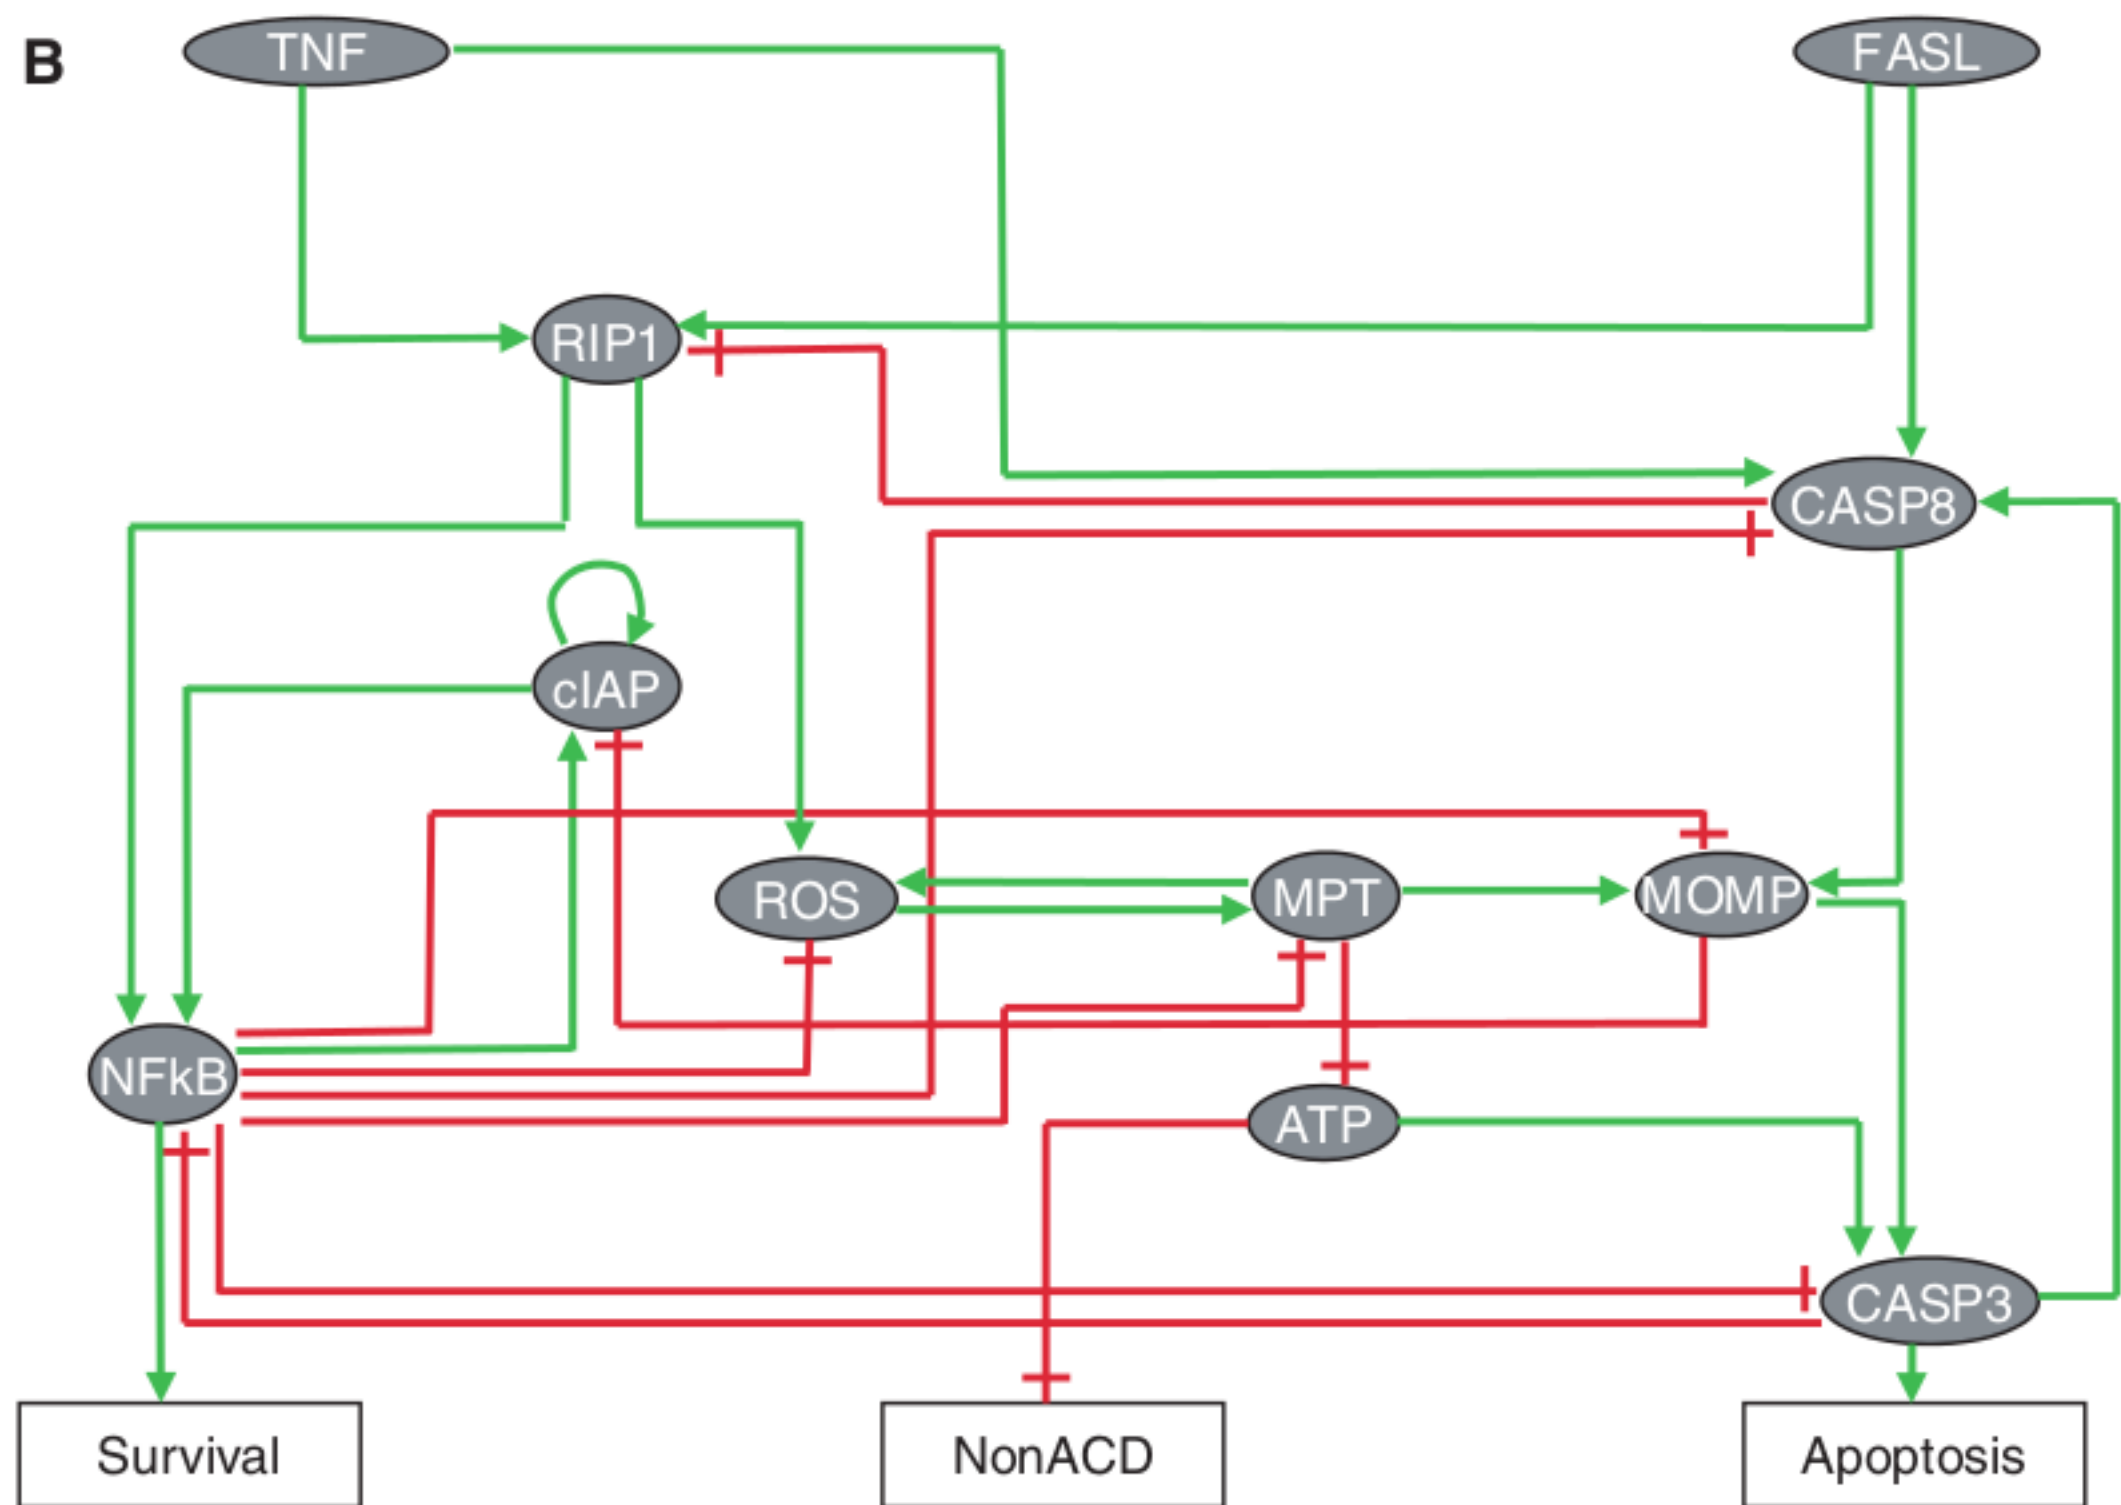 B
TNF
FASL
RIP1
CASP8
cIAP
ROS
MPT
MOMP
NFkB
ATP
CASP3
Survival
NonACD
Apoptosis